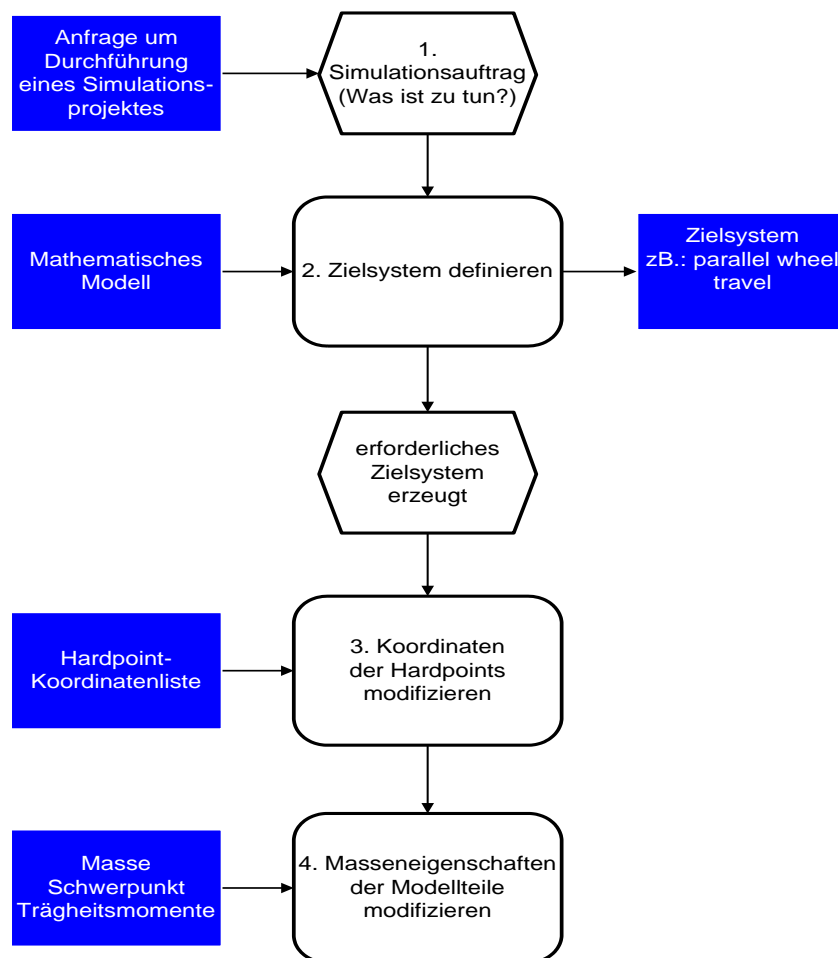 Anfrage um
Durchführung
eines Simulations-
projektes
1.
Simulationsauftrag
(Was ist zu tun?)
Mathematisches
Modell
2. Zielsystem definieren
Zielsystem
zB.: parallel wheel
travel
erforderliches
Zielsystem
erzeugt
Hardpoint-
Koordinatenliste
3. Koordinaten
der Hardpoints
modifizieren
Masse
Schwerpunkt
Trägheitsmomente
4. Masseneigenschaften
der Modellteile
modifizieren